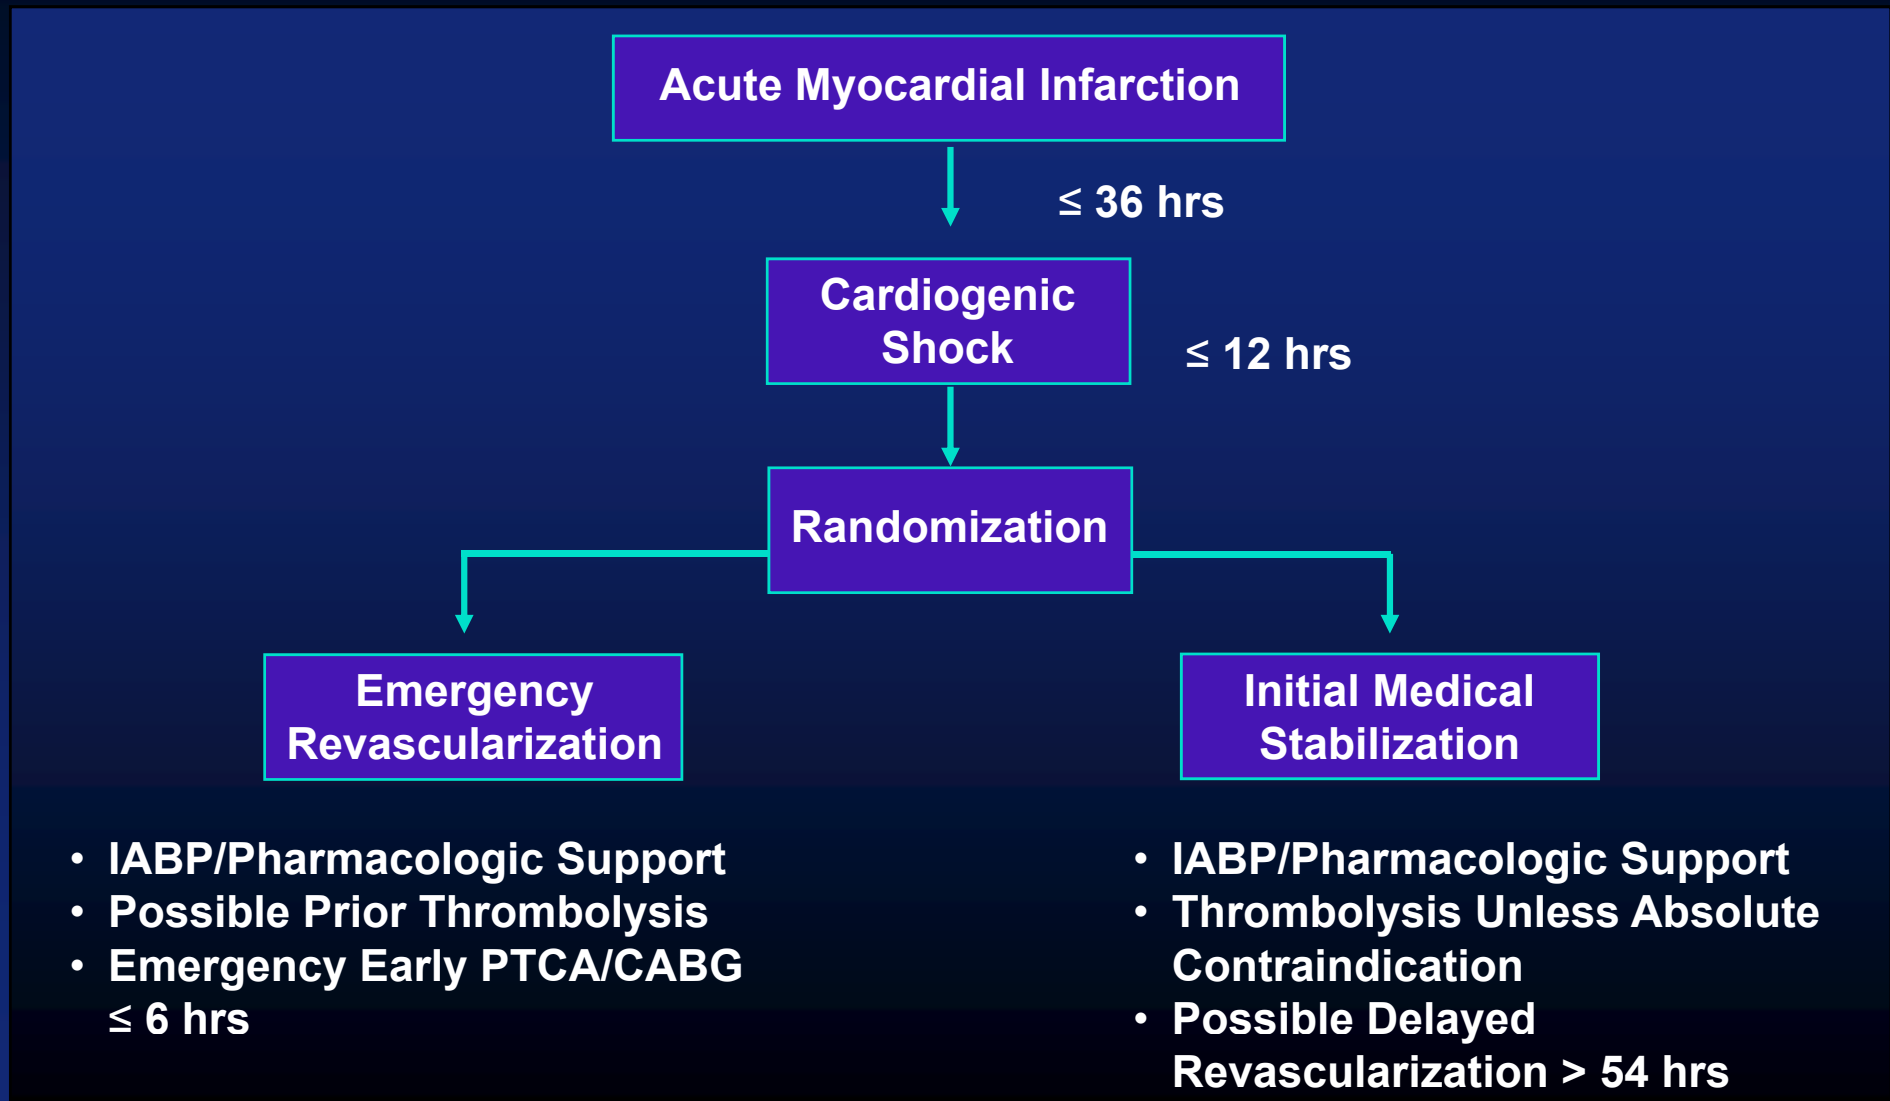 Acute Myocardial Infarction
≤ 36 hrs
Cardiogenic
Shock
≤ 12 hrs
Randomization
Emergency
Revascularization
• IABP/Pharmacologic Support
• Possible Prior Thrombolysis
• Emergency Early PTCA/CABG
≤ 6 hrs
Initial Medical
Stabilization
• IABP/Pharmacologic Support
• Thrombolysis Unless Absolute
Contraindication
• Possible Delayed
Revascularization > 54 hrs